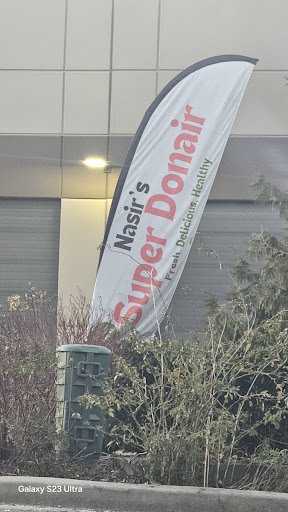 Nasir's
Super Donair
Fresh. Delicious. Healthy
Galaxy S23 Ultra